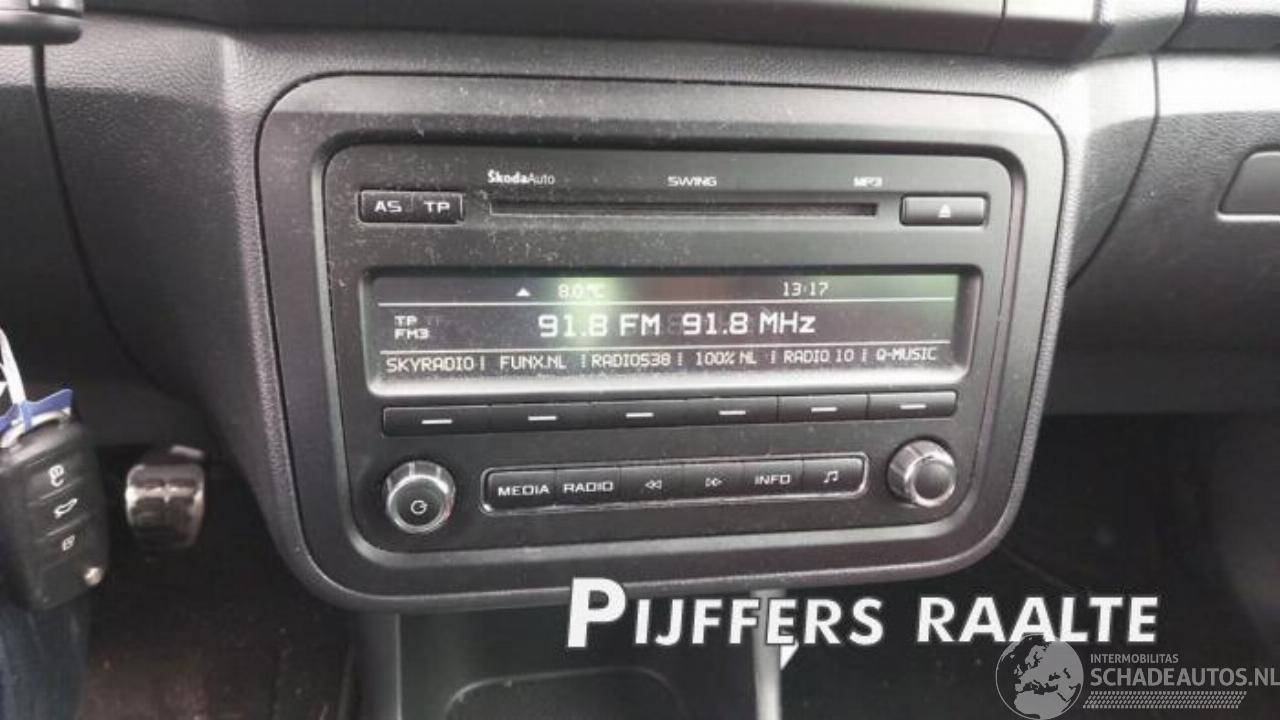 ŠkodaAuto SWING MP3
AS TP
8.0°C 13:17
TP
FM3
91.8 FM 91.8 MHz
SKYRADIO FUNX.NL RADIO538 100% NL RADIO 10 Q-MUSIC
MEDIA RADIO INFO
PIJFFERS RAALTE
INTERMOBILITAS
SCHADEAUTOS.NL